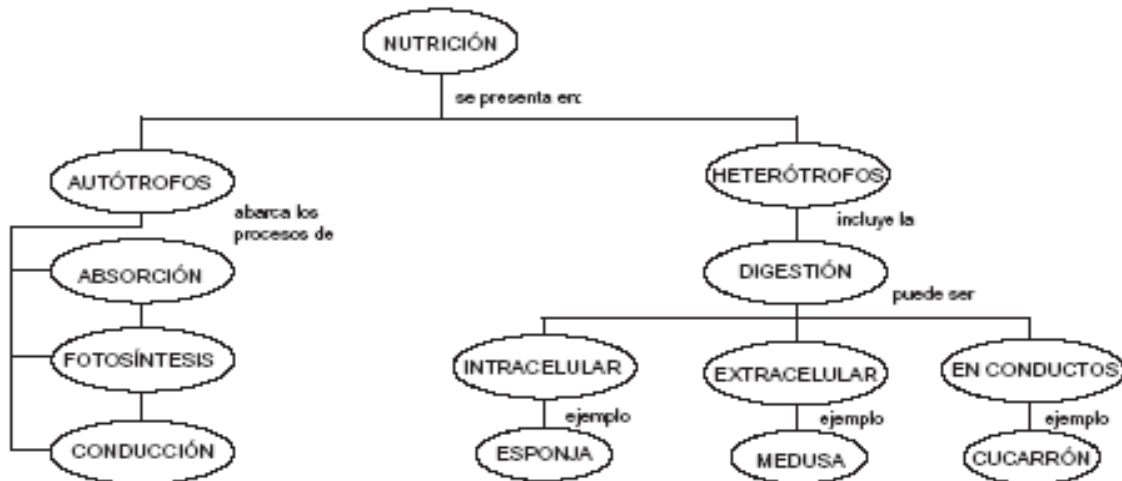 NUTRICIÓN
se presenta en:
AUTÓTROFOS
HETERÓTROFOS
abarca los
procesos de
incluye la
ABSORCIÓN
DIGESTIÓN
puede ser
FOTOSÍNTESIS
INTRACELULAR
EXTRACELULAR
EN CONDUCTOS
ejemplo
ejemplo
ejemplo
CONDUCCIÓN
ESPONJA
MEDUSA
CUCARRÓN